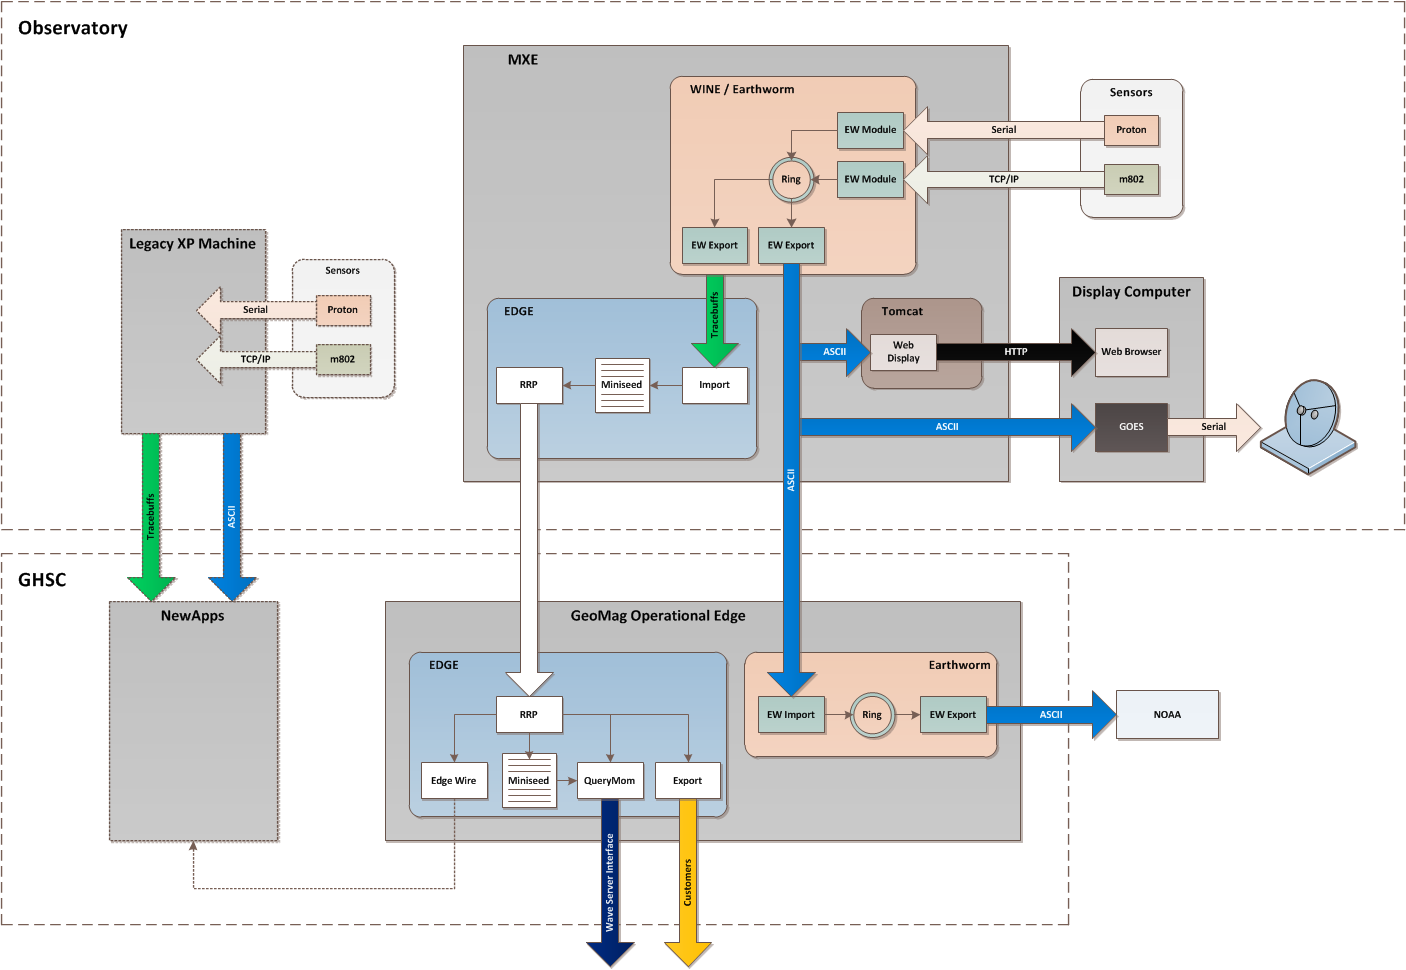 Observatory
MXE
WINE / Earthworm
Sensors
EW Module
Serial
Proton
Ring
EW Module
TCP/IP
m802
EW Export
EW Export
Legacy XP Machine
Sensors
Serial
Proton
TCP/IP
m802
Tracebuffs
ASCII
EDGE
Tracebuffs
RRP
Miniseed
Import
Tomcat
ASCII
Web
Display
HTTP
Display Computer
Web Browser
ASCII
GOES
Serial
ASCII
GHSC
NewApps
GeoMag Operational Edge
EDGE
RRP
Edge Wire
Miniseed
QueryMom
Export
Earthworm
EW Import
Ring
EW Export
ASCII
NOAA
Wave Server Interface
Customers